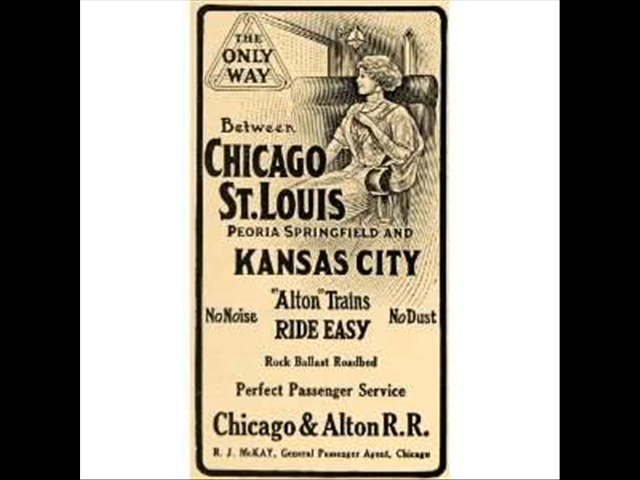 THE
ONLY
WAY
Between
CHICAGO
ST. LOUIS
PEORIA SPRINGFIELD AND
KANSAS CITY
"Alton" Trains
No Noise RIDE EASY No Dust
Rock Ballast Roadbed
Perfect Passenger Service
Chicago & Alton R.R.
R. J. McKAY, General Passenger Agent, Chicago